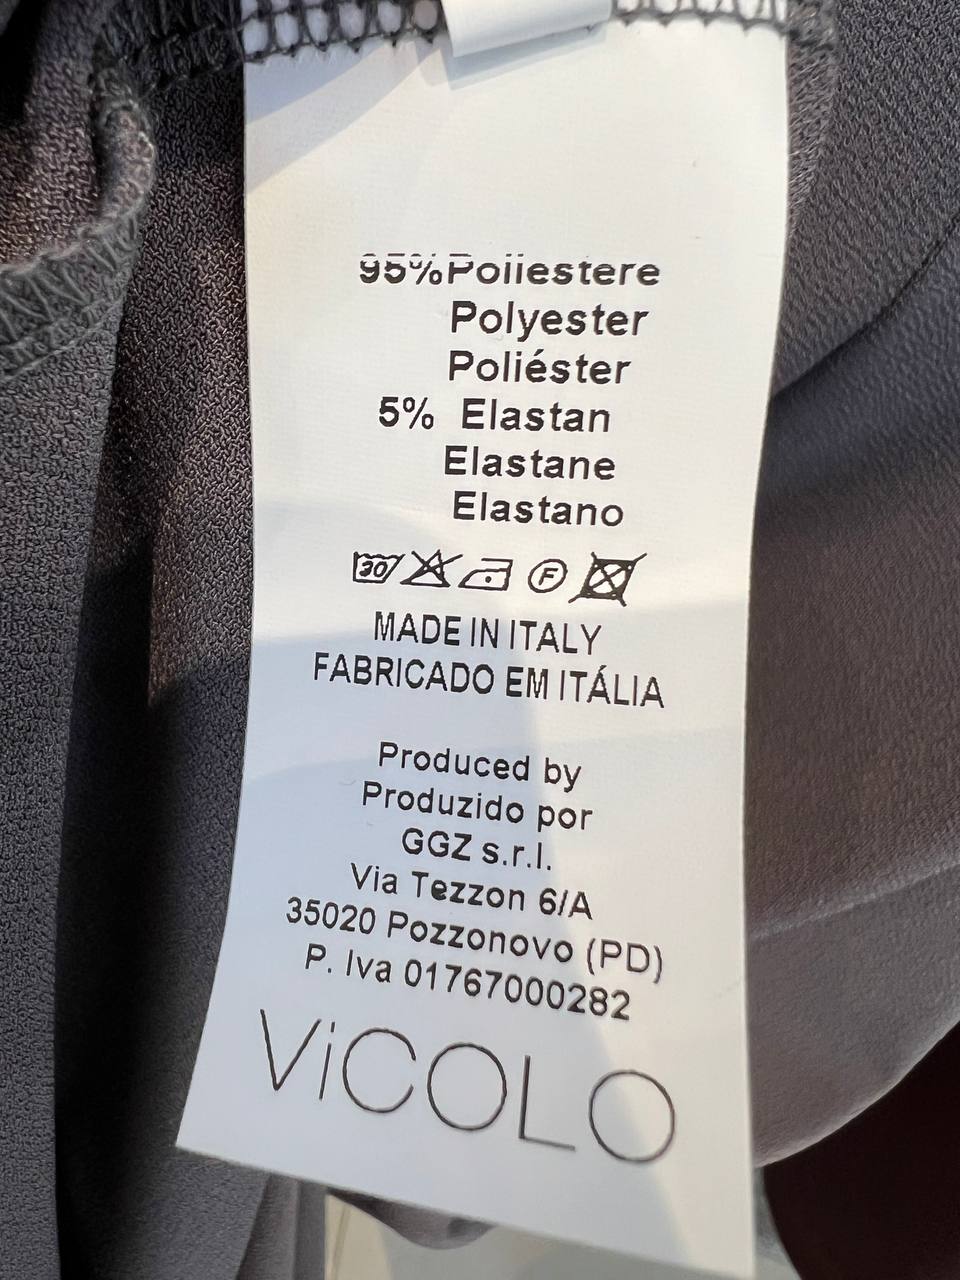 95%Poliestere
Polyester
Poliéster
5% Elastan
Elastane
Elastano
30
F
MADE IN ITALY
FABRICADO EM ITÁLIA
Produced by
Produzido por
GGZ s.r.l.
Via Tezzon 6/A
35020 Pozzonovo (PD)
P. Iva 01767000282
ViCOLO